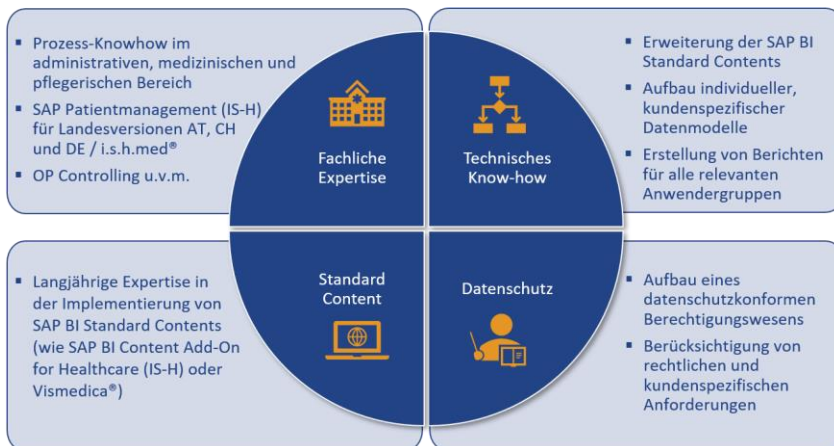 ▪ Prozess-Knowhow im
administrativen, medizinischen und
pflegerischen Bereich
▪ SAP Patientmanagement (IS-H)
für Landesversionen AT, CH
und DE / i.s.h.med®
▪ OP Controlling u.v.m.
Fachliche
Expertise
Technisches
Know-how
▪ Erweiterung der SAP BI
Standard Contents
▪ Aufbau individueller,
kundenspezifischer
Datenmodelle
▪ Erstellung von Berichten
für alle relevanten
Anwendergruppen
▪ Langjährige Expertise in
der Implementierung von
SAP BI Standard Contents
(wie SAP BI Content Add-On
for Healthcare (IS-H) oder
Vismedica®)
Standard
Content
Datenschutz
▪ Aufbau eines
datenschutzkonformen
Berechtigungswesens
▪ Berücksichtigung von
rechtlichen und
kundenspezifischen
Anforderungen